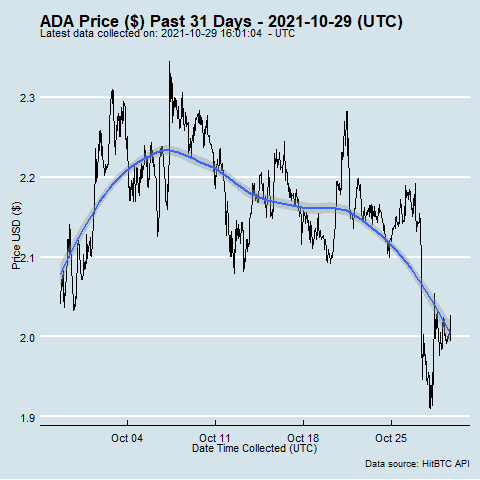 ADA Price ($) Past 31 Days - 2021-10-29 (UTC)
Latest data collected on: 2021-10-29 16:01:04 - UTC
Price USD ($)
2.3
2.2
2.1
2.0
1.9
Oct 04 Oct 11 Oct 18 Oct 25
Date Time Collected (UTC)
Data source: HitBTC API